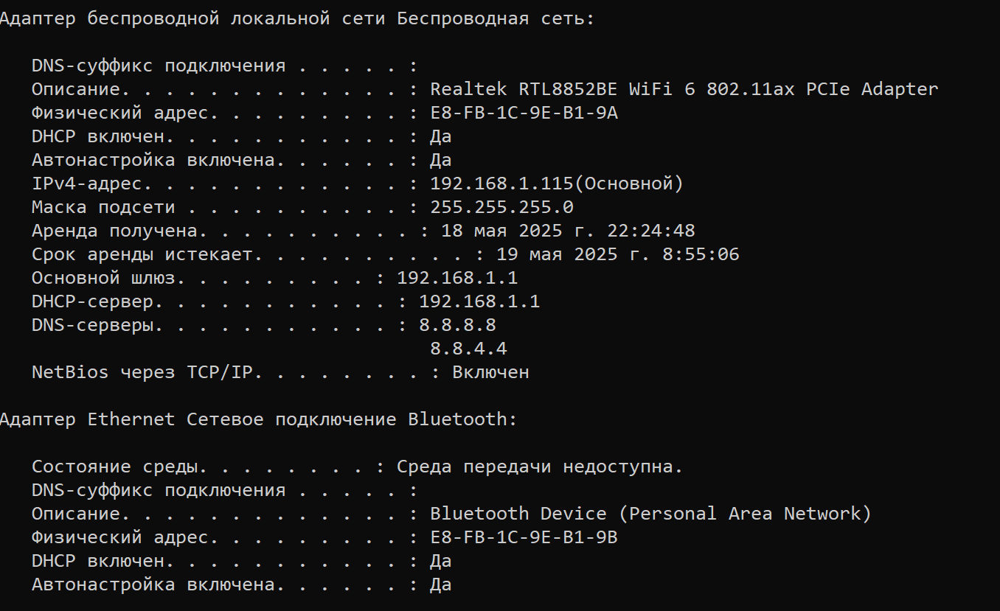 Адаптер беспроводной локальной сети Беспроводная сеть:
DNS-суффикс подключения . . . . . :
Описание. . . . . . . . . . . . . : Realtek RTL8852BE WiFi 6 802.11ax PCIe Adapter
Физический адрес. . . . . . . . . : E8-FB-1C-9E-B1-9A
DHCP включен. . . . . . . . . . . : Да
Автонастройка включена. . . . . . : Да
IPv4-адрес. . . . . . . . . . . . : 192.168.1.115(Основной)
Маска подсети . . . . . . . . . . : 255.255.255.0
Аренда получена. . . . . . . . . . : 18 мая 2025 г. 22:24:48
Срок аренды истекает. . . . . . . . . . : 19 мая 2025 г. 8:55:06
Основной шлюз. . . . . . . . . : 192.168.1.1
DHCP-сервер. . . . . . . . . . . : 192.168.1.1
DNS-серверы. . . . . . . . . . . : 8.8.8.8
8.8.4.4
NetBios через TCP/IP. . . . . . . . : Включен
Адаптер Ethernet Сетевое подключение Bluetooth:
Состояние среды. . . . . . . . : Среда передачи недоступна.
DNS-суффикс подключения . . . . . :
Описание. . . . . . . . . . . . . : Bluetooth Device (Personal Area Network)
Физический адрес. . . . . . . . . : E8-FB-1C-9E-B1-9B
DHCP включен. . . . . . . . . . . : Да
Автонастройка включена. . . . . . : Да